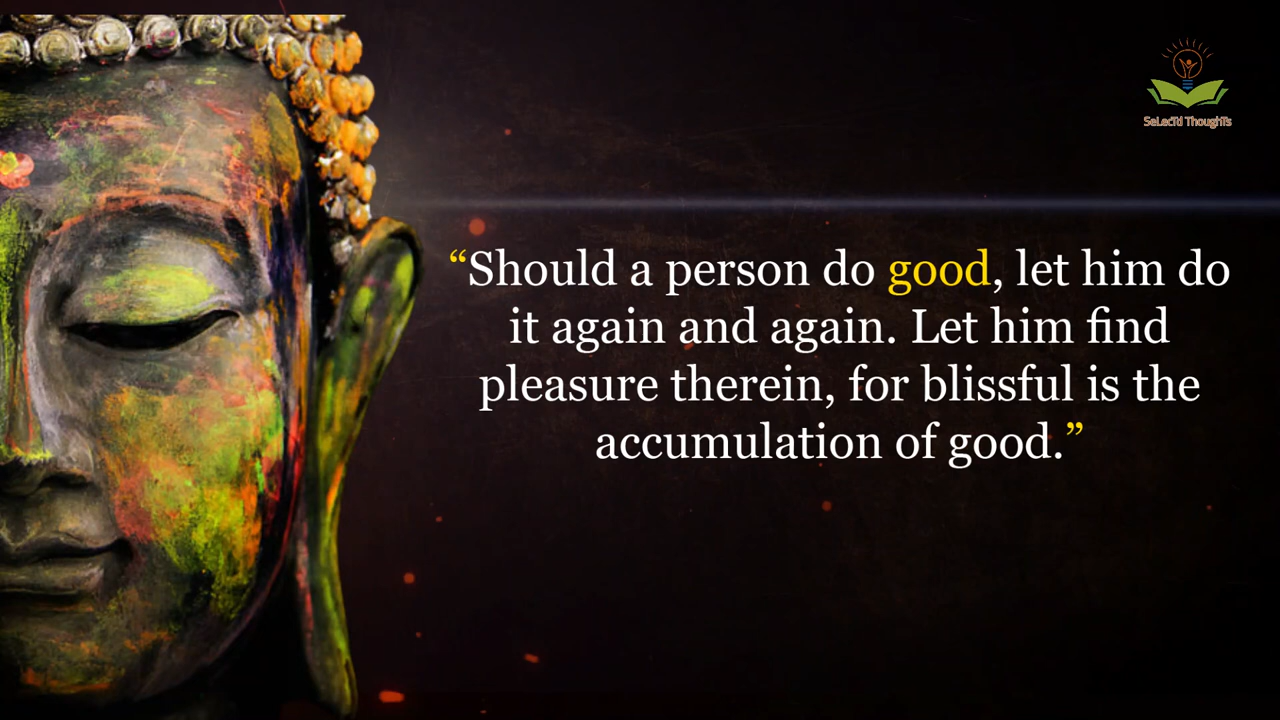 SeLecTd ThoughTs
“Should a person do good, let him do
it again and again. Let him find
pleasure therein, for blissful is the
accumulation of good.”